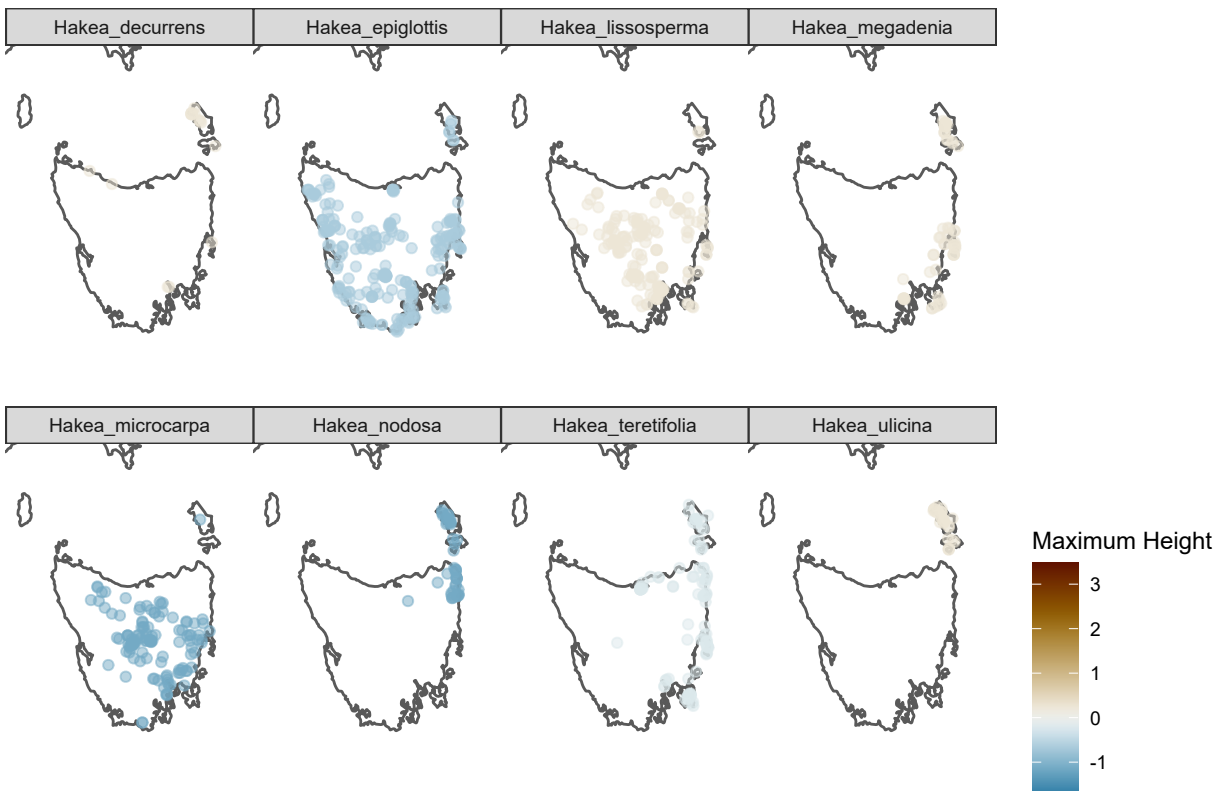 Hakea_decurrens
Hakea_epiglottis
Hakea_lissosperma
Hakea_megadenia
Hakea_microcarpa
Hakea_nodosa
Hakea_teretifolia
Hakea_ulicina
Maximum Height
3
2
1
0
-1